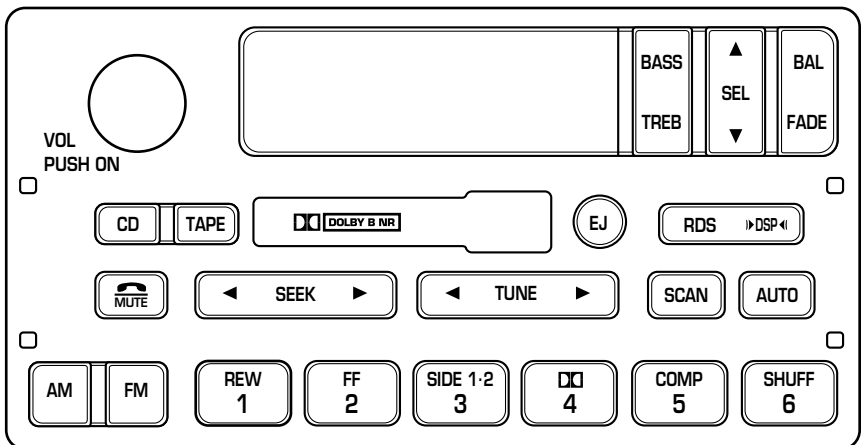 BASS
SEL
BAL
TREB
FADE
VOL
PUSH ON
CD
TAPE
DOLBY B NR
EJ
RDS
DSP
MUTE
SEEK
TUNE
SCAN
AUTO
AM
FM
REW
1
FF
2
SIDE 1·2
3
4
COMP
5
SHUFF
6